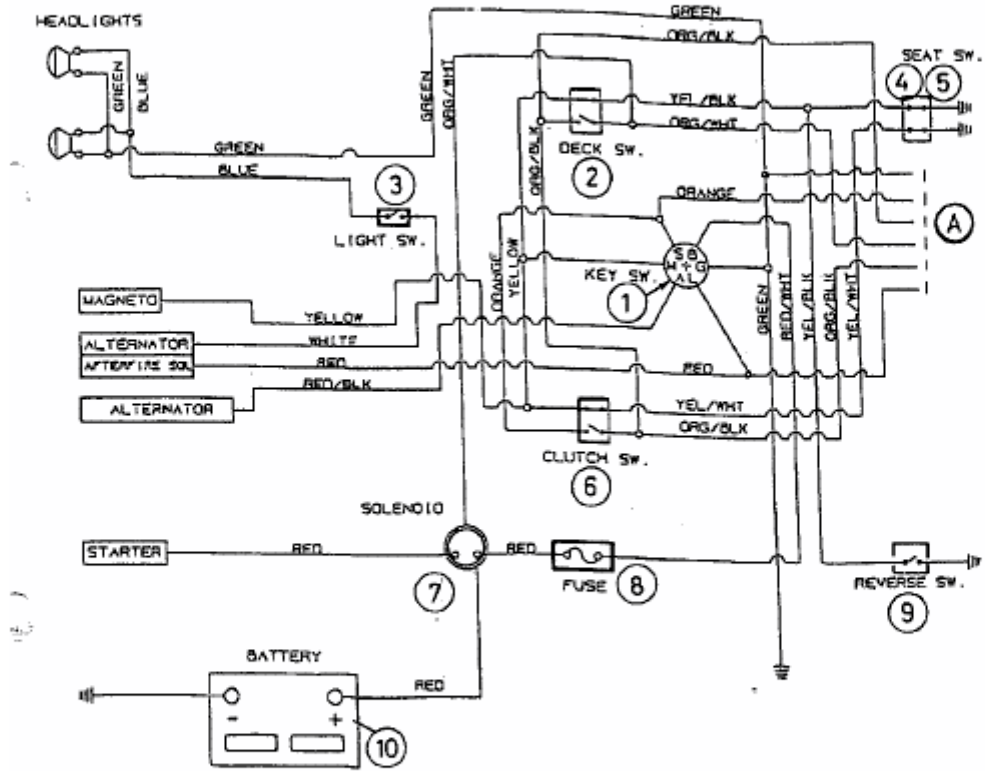 HEADLIGHTS
GREEN
ORG/BLK
SEAT SW.
4
5
GREEN
BLUE
GREEN
ORG/WHT
YEL/BLK
ORG/WHT
GREEN
BLUE
ORG/BLK
DECK SW.
2
3
LIGHT SW.
ORANGE
A
ORANGE
YELLOW
KEY SW.
S B
M + G
A L
1
GREEN
RED/WHT
YEL/BLK
ORG/BLK
YEL/WHT
MAGNETO
YELLOW
ALTERNATOR
WHITE
AFTERFIRE SOL
RED
RED
RED/BLK
ALTERNATOR
YEL/WHT
ORG/BLK
CLUTCH SW.
6
SOLENOID
STARTER
RED
RED
7
FUSE
8
REVERSE SW.
9
BATTERY
RED
-
+
10